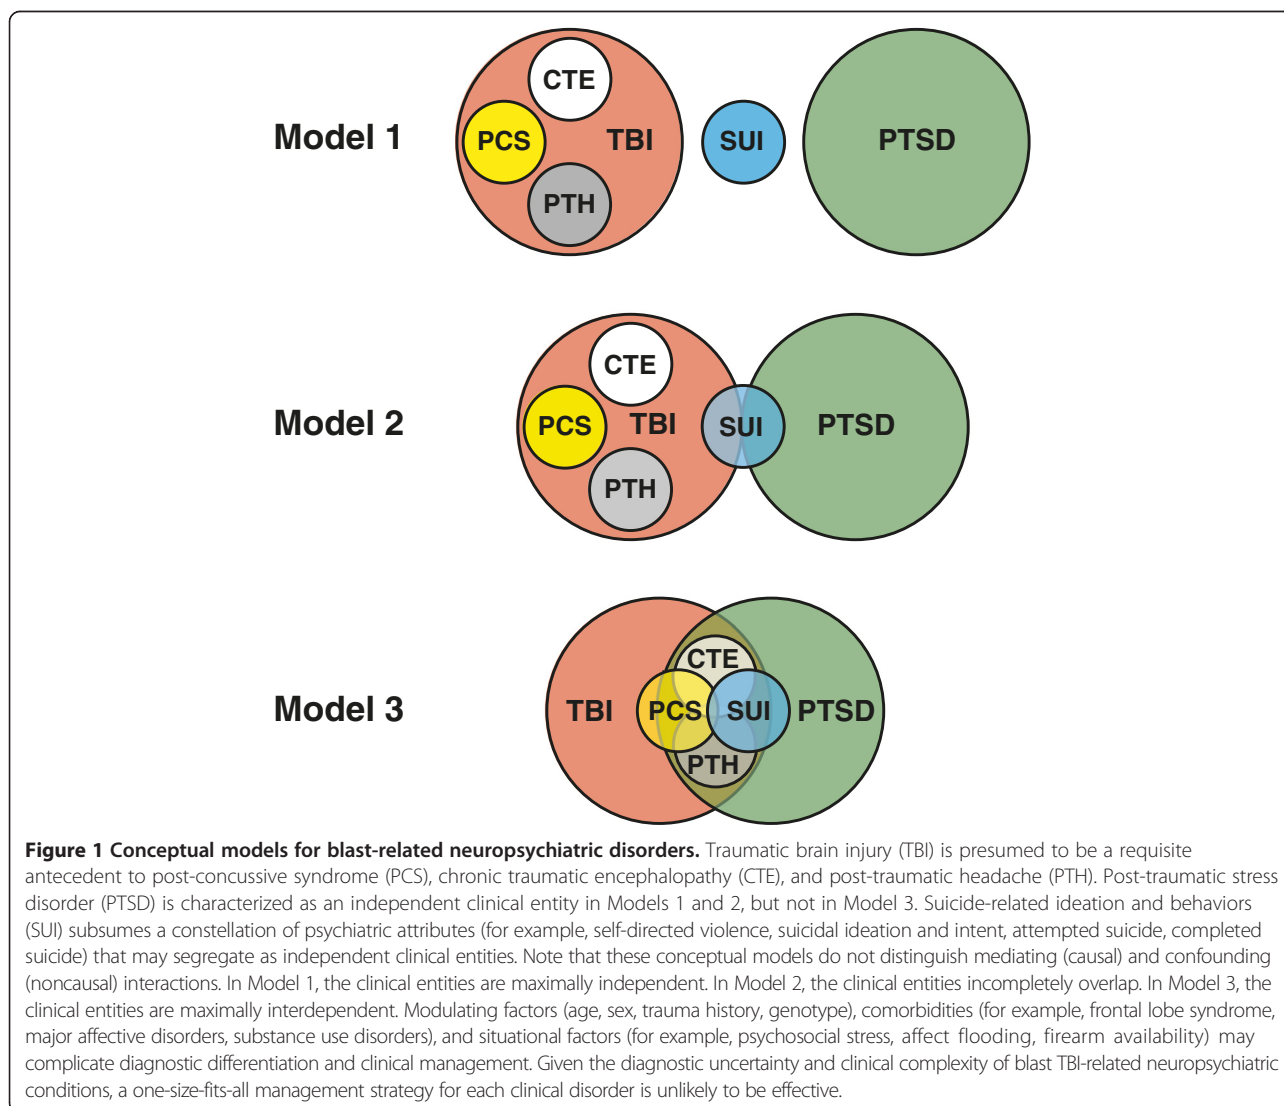 CTE
Model 1 PCS TBI SUI PTSD
PTH
CTE
Model 2 PCS TBI SUI PTSD
PTH
CTE
Model 3 TBI PCS SUI PTSD
PTH
Figure 1 Conceptual models for blast-related neuropsychiatric disorders. Traumatic brain injury (TBI) is presumed to be a requisite
antecedent to post-concussive syndrome (PCS), chronic traumatic encephalopathy (CTE), and post-traumatic headache (PTH). Post-traumatic stress
disorder (PTSD) is characterized as an independent clinical entity in Models 1 and 2, but not in Model 3. Suicide-related ideation and behaviors
(SUI) subsumes a constellation of psychiatric attributes (for example, self-directed violence, suicidal ideation and intent, attempted suicide, completed
suicide) that may segregate as independent clinical entities. Note that these conceptual models do not distinguish mediating (causal) and confounding
(noncausal) interactions. In Model 1, the clinical entities are maximally independent. In Model 2, the clinical entities incompletely overlap. In Model 3, the
clinical entities are maximally interdependent. Modulating factors (age, sex, trauma history, genotype), comorbidities (for example, frontal lobe syndrome,
major affective disorders, substance use disorders), and situational factors (for example, psychosocial stress, affect flooding, firearm availability) may
complicate diagnostic differentiation and clinical management. Given the diagnostic uncertainty and clinical complexity of blast TBI-related neuropsychiatric
conditions, a one-size-fits-all management strategy for each clinical disorder is unlikely to be effective.